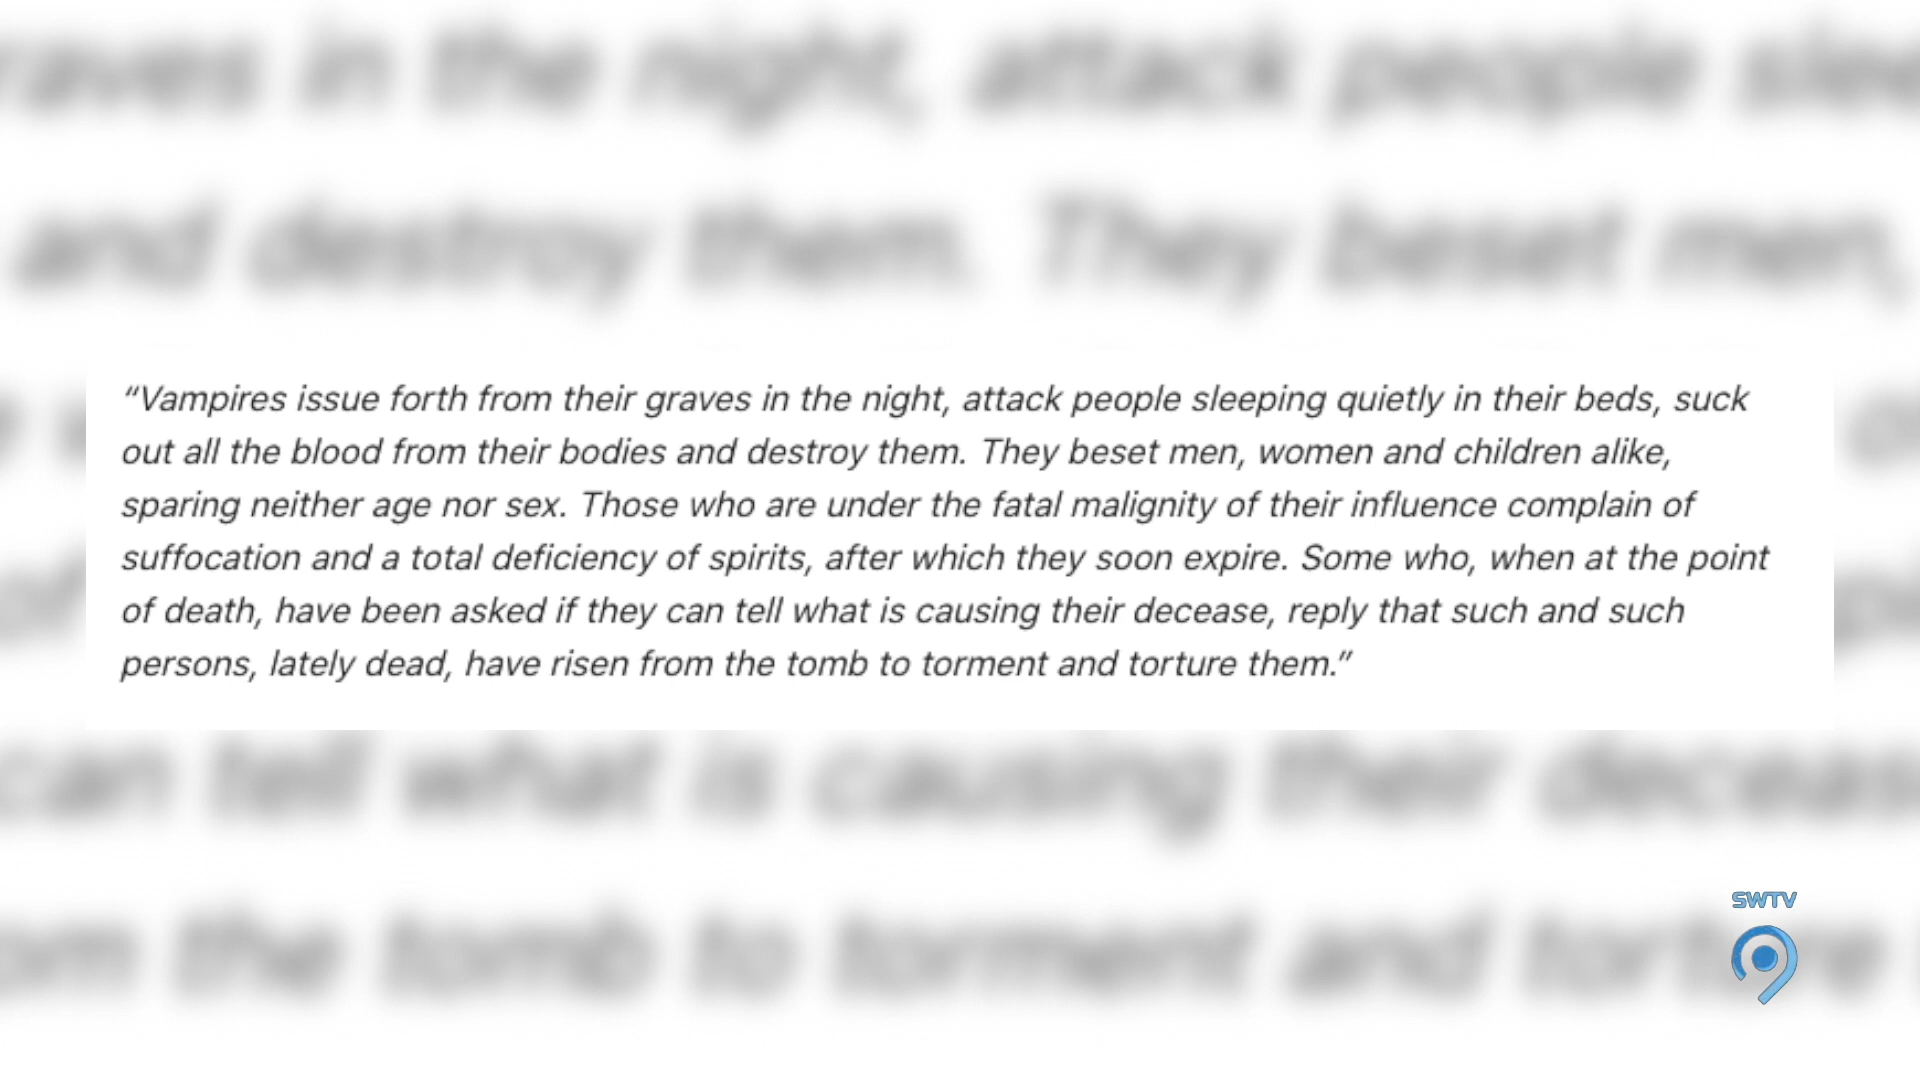 “Vampires issue forth from their graves in the night, attack people sleeping quietly in their beds, suck
out all the blood from their bodies and destroy them. They beset men, women and children alike,
sparing neither age nor sex. Those who are under the fatal malignity of their influence complain of
suffocation and a total deficiency of spirits, after which they soon expire. Some who, when at the point
of death, have been asked if they can tell what is causing their decease, reply that such and such
persons, lately dead, have risen from the tomb to torment and torture them.”
SWTV